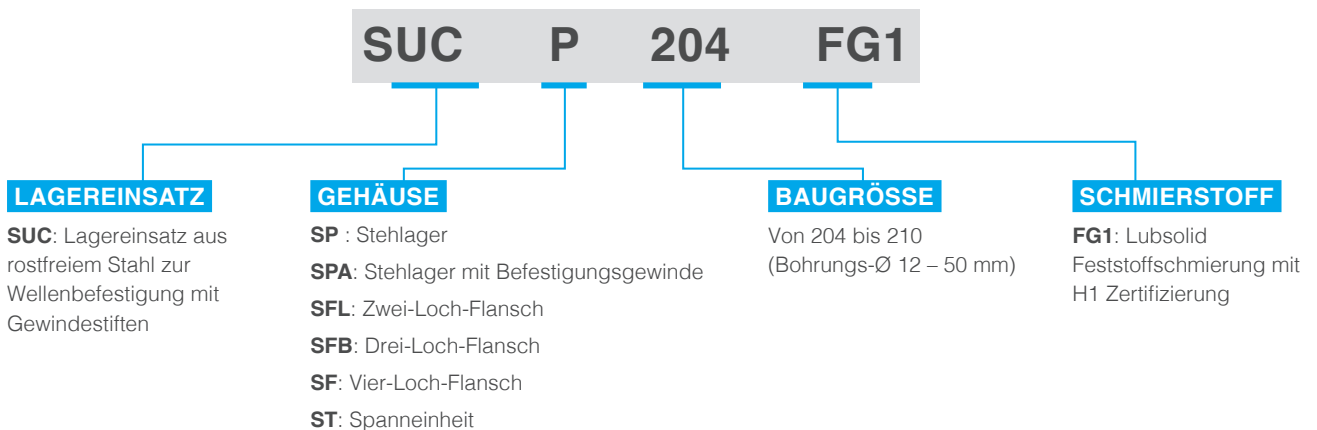 SUC P 204 FG1
LAGEREINSATZ
SUC: Lagereinsatz aus
rostfreiem Stahl zur
Wellenbefestigung mit
Gewindestiften
GEHÄUSE
SP : Stehlager
SPA: Stehlager mit Befestigungsgewinde
SFL: Zwei-Loch-Flansch
SFB: Drei-Loch-Flansch
SF: Vier-Loch-Flansch
ST: Spanneinheit
BAUGRÖSSE
Von 204 bis 210
(Bohrungs-Ø 12 – 50 mm)
SCHMIERSTOFF
FG1: Lubsolid
Feststoffschmierung mit
H1 Zertifizierung